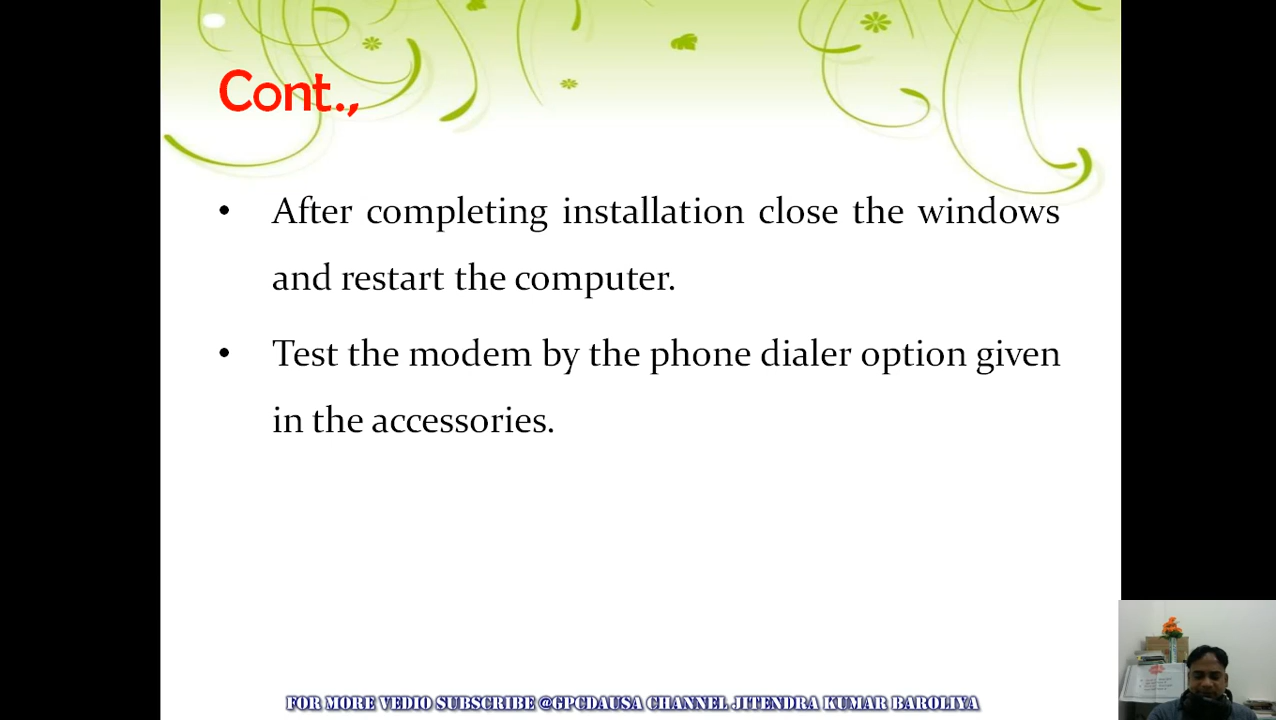 Cont.,
• After completing installation close the windows
and restart the computer.
• Test the modem by the phone dialer option given
in the accessories.
FOR MORE VEDIO SUBSCRIBE @GPCDAUSA CHANNEL JITENDRA KUMAR BAROLIYA